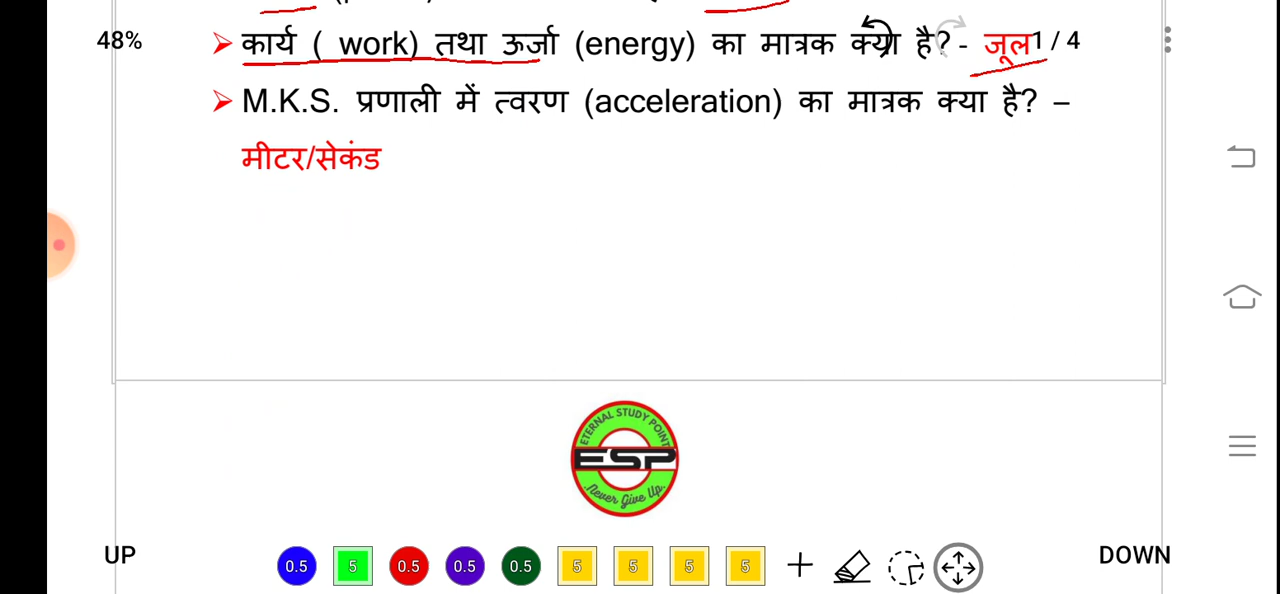 48%
➤ कार्य ( work) तथा ऊर्जा (energy) का मात्रक क्या है? - जूल
1 / 4
➤ M.K.S. प्रणाली में त्वरण (acceleration) का मात्रक क्या है? –
मीटर/सेकंड
ETERNAL STUDY POINT
ESP
Never Give Up
UP
0.5 5 0.5 0.5 0.5 5 5 5 5
DOWN